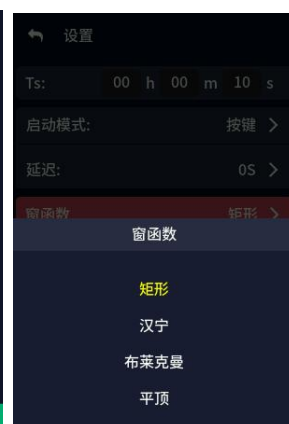 设置
Ts: 00 h 00 m 10 s
启动模式: 按键
延迟: 0S
窗函数 矩形
窗函数
矩形
汉宁
布莱克曼
平顶